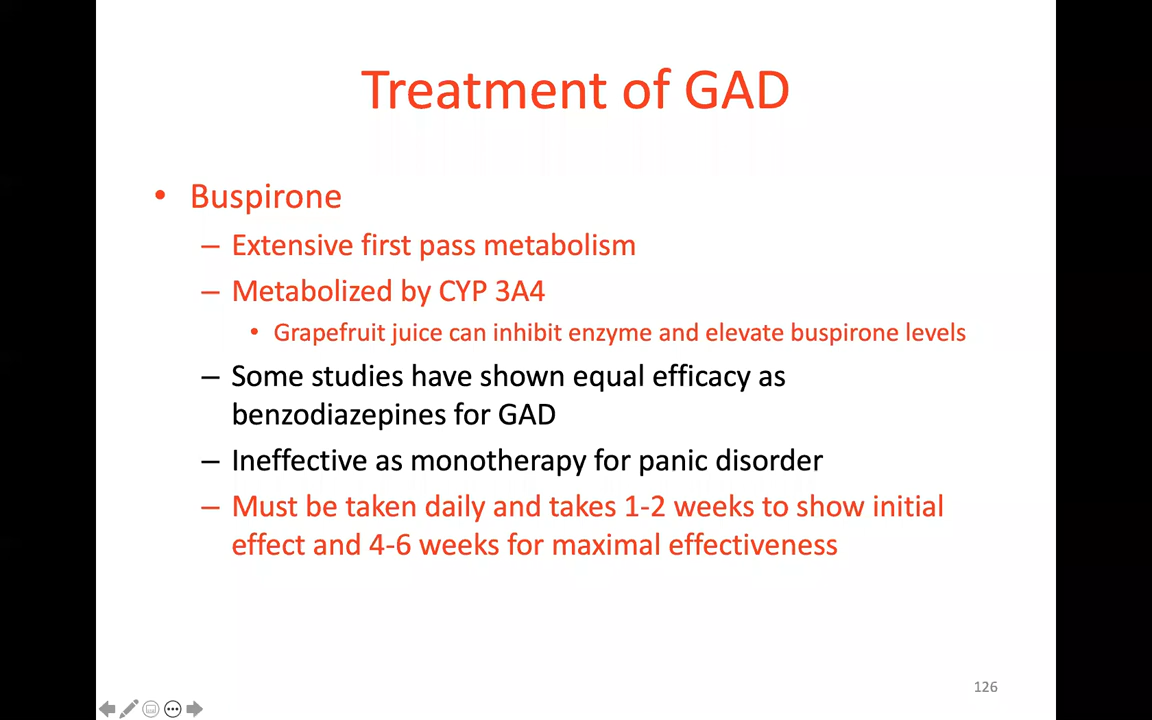 Treatment of GAD
• Buspirone
– Extensive first pass metabolism
– Metabolized by CYP 3A4
• Grapefruit juice can inhibit enzyme and elevate buspirone levels
– Some studies have shown equal efficacy as
benzodiazepines for GAD
– Ineffective as monotherapy for panic disorder
– Must be taken daily and takes 1-2 weeks to show initial
effect and 4-6 weeks for maximal effectiveness
126